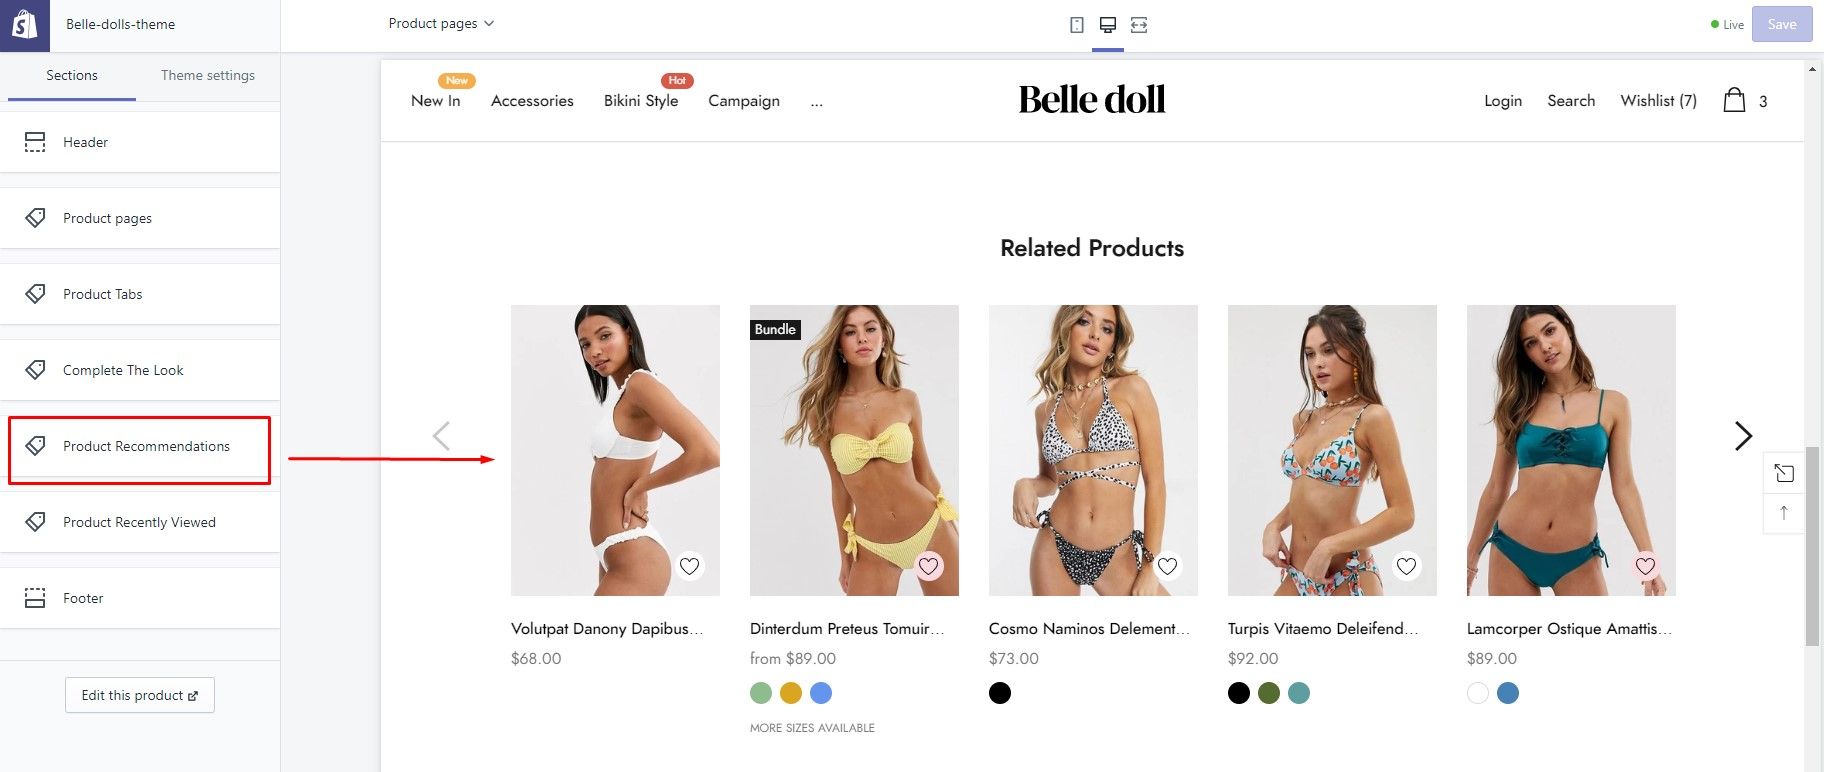 Belle-dolls-theme
Product pages
Live
Save
Sections
Theme settings
Header
Product pages
Product Tabs
Complete The Look
Product Recommendations
Product Recently Viewed
Footer
Edit this product
New
Hot
New In
Accessories
Bikini Style
Campaign
...
Belle doll
Login
Search
Wishlist (7)
3
Related Products
Bundle
Volutpat Danony Dapibus...
$68.00
Dinterdum Preteus Tomuir...
from $89.00
MORE SIZES AVAILABLE
Cosmo Naminos Delement...
$73.00
Turpis Vitaemo Deleifend...
$92.00
Lamcorper Ostique Amattis...
$89.00